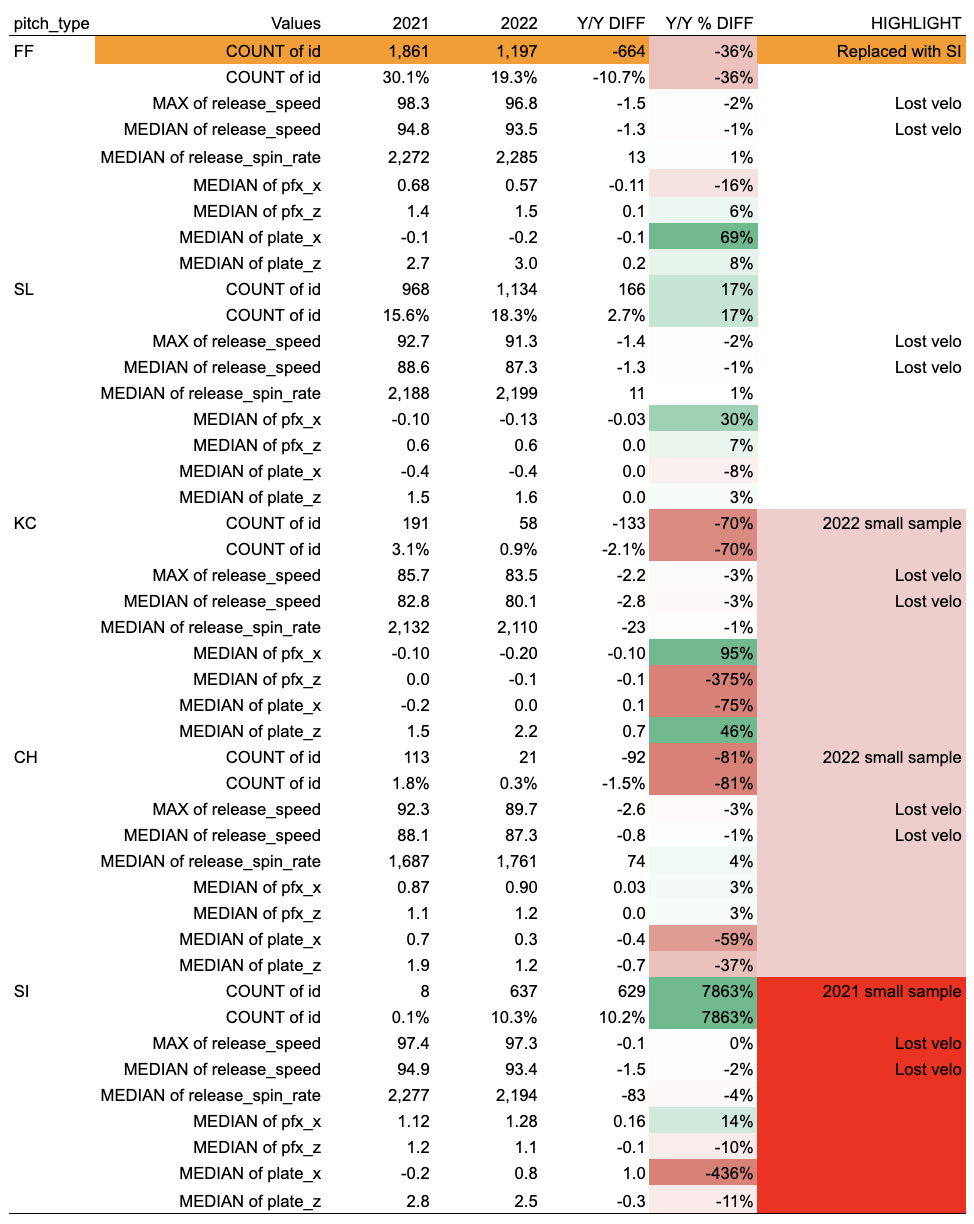 pitch_type Values 2021 2022 Y/Y DIFF Y/Y % DIFF HIGHLIGHT
FF COUNT of id 1,861 1,197 -664 -36% Replaced with SI
COUNT of id 30.1% 19.3% -10.7% -36%
MAX of release_speed 98.3 96.8 -1.5 -2% Lost velo
MEDIAN of release_speed 94.8 93.5 -1.3 -1% Lost velo
MEDIAN of release_spin_rate 2,272 2,285 13 1%
MEDIAN of pfx_x 0.68 0.57 -0.11 -16%
MEDIAN of pfx_z 1.4 1.5 0.1 6%
MEDIAN of plate_x -0.1 -0.2 -0.1 69%
MEDIAN of plate_z 2.7 3.0 0.2 8%
SL COUNT of id 968 1,134 166 17%
COUNT of id 15.6% 18.3% 2.7% 17%
MAX of release_speed 92.7 91.3 -1.4 -2% Lost velo
MEDIAN of release_speed 88.6 87.3 -1.3 -1% Lost velo
MEDIAN of release_spin_rate 2,188 2,199 11 1%
MEDIAN of pfx_x -0.10 -0.13 -0.03 30%
MEDIAN of pfx_z 0.6 0.6 0.0 7%
MEDIAN of plate_x -0.4 -0.4 0.0 -8%
MEDIAN of plate_z 1.5 1.6 0.0 3%
KC COUNT of id 191 58 -133 -70% 2022 small sample
COUNT of id 3.1% 0.9% -2.1% -70%
MAX of release_speed 85.7 83.5 -2.2 -3% Lost velo
MEDIAN of release_speed 82.8 80.1 -2.8 -3% Lost velo
MEDIAN of release_spin_rate 2,132 2,110 -23 -1%
MEDIAN of pfx_x -0.10 -0.20 -0.10 95%
MEDIAN of pfx_z 0.0 -0.1 -0.1 -375%
MEDIAN of plate_x -0.2 0.0 0.1 -75%
MEDIAN of plate_z 1.5 2.2 0.7 46%
CH COUNT of id 113 21 -92 -81% 2022 small sample
COUNT of id 1.8% 0.3% -1.5% -81%
MAX of release_speed 92.3 89.7 -2.6 -3% Lost velo
MEDIAN of release_speed 88.1 87.3 -0.8 -1% Lost velo
MEDIAN of release_spin_rate 1,687 1,761 74 4%
MEDIAN of pfx_x 0.87 0.90 0.03 3%
MEDIAN of pfx_z 1.1 1.2 0.0 3%
MEDIAN of plate_x 0.7 0.3 -0.4 -59%
MEDIAN of plate_z 1.9 1.2 -0.7 -37%
SI COUNT of id 8 637 629 7863% 2021 small sample
COUNT of id 0.1% 10.3% 10.2% 7863%
MAX of release_speed 97.4 97.3 -0.1 0% Lost velo
MEDIAN of release_speed 94.9 93.4 -1.5 -2% Lost velo
MEDIAN of release_spin_rate 2,277 2,194 -83 -4%
MEDIAN of pfx_x 1.12 1.28 0.16 14%
MEDIAN of pfx_z 1.2 1.1 -0.1 -10%
MEDIAN of plate_x -0.2 0.8 1.0 -436%
MEDIAN of plate_z 2.8 2.5 -0.3 -11%